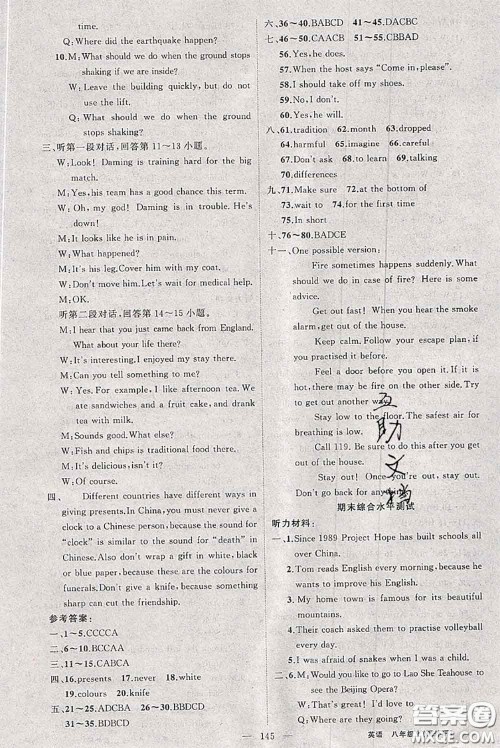 time.
Q: Where did the earthquake happen?
10. M: What should we do when the ground stops
shaking if we are inside?
W: Leave the building quickly, but do not
use the lift.
Q: What should we do when the ground
stops shaking?
三、听第一段对话,回答第11~13小题。
W: Look! Daming is training hard for the big
match.
M: Yes, his team has a good chance this term.
W: Oh, my god! Daming is in trouble. He's
down!
M: It looks like he is in pain.
W: What happened?
M: It's his leg. Cover him with my coat.
W: Don't move him. Let's wait for medical help.
M: OK.
听第二段对话,回答第14~15小题。
M: I hear that you just came back from England.
What about your life there?
W: It's interesting. I enjoyed my stay there.
M: Can you tell something to me?
W: Yes. For example, I like afternoon tea. We
ate sandwiches and a fruit cake, and drank
tea.
M: Sounds good. What about fish and chips?
W: Fish and chips is traditional food there.
M: It's delicious, isn't it?
W: I think so.
四、 Different countries have different ways in
giving presents. In China, you must not give a
clock to a Chinese person, because the sound for
"clock" is similar to the sound for "death" in
Chinese. Also don't wrap a gift in white, black
or blue paper, because these are the colours for
funerals. Don't give a knife, because something
sharp can cut the friendship.
参考答案:
一、1~5. CCCCA
二、6~10. BCCAA
三、11~15. CABCA
四、16. presents 17. never 18. white
19. colours 20. knife
五、21~25. ADCBA 26~30. BDBCD
31~35. BDBCD
六、36~40. BABCD 41~45. DACBC
七、46~50. CAACB 51~55. CBBAD
56. Yes, he does.
57. When the host says "Come in, please".
58. I should take off my shoes.
59. No, I don't.
60. Yes, he will.
八、61. tradition 62. month 63. dropped
64. harmful 65. imagine 66. careful
67. Don't ask 68. to learn 69. talking
70. differences
九、71. Make sure 72. at the bottom of
73. wait to 74. for the first time
75. In short
十、76~80. BADCE
十一、One possible version:
Fire sometimes happens suddenly. What
should we do in case of fire? Here is some
advice.
Get out fast! When you hear the smoke
alarm, get out of the house.
Keep calm. Follow your escape plan, if
you practised it before.
Feel a door before you open it. If it is
hot, there may be fire on the other side. Try
to get out another way.
Stay low to the floor. The safest air for
breathing is low.
Call 119. Be sure to do this after you
get out of the house.
Stay out! Once you're out, stay out.
Don't go back for anything.
互助文档
期末综合水平测试
听力材料:
一、1. Since 1989 Project Hope has built schools all
over China.
2. Tom reads English every morning, because he
wants to improve his English.
3. My home town is famous for its mountains
and beautiful lakes.
4. Our coach asked them to practise volleyball
every day.
5. I was afraid of snakes when I was a child.
二、6. M: Would you like to go to Lao She Teahouse to
see the Beijing Opera?
W: Yes, I'd love to.
Q: Where are they going?
145
英语 八年级